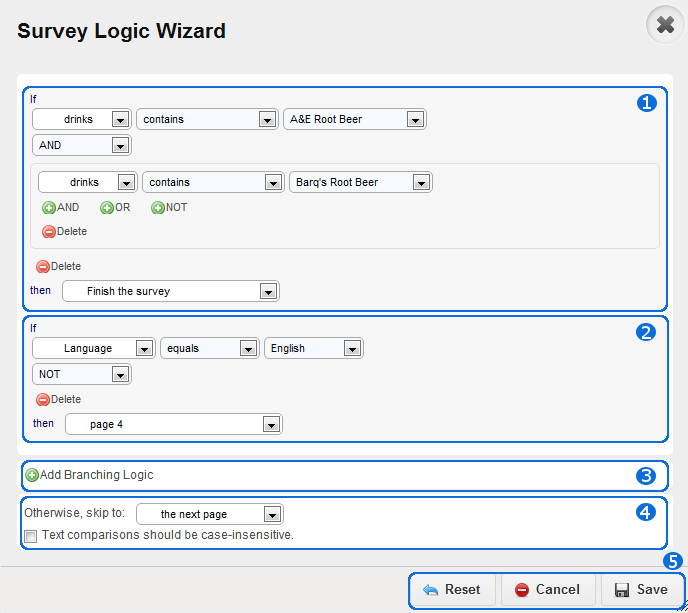 Survey Logic Wizard
If
1
drinks contains A&E Root Beer
AND
drinks contains Barq's Root Beer
AND OR NOT
Delete
Delete
then Finish the survey
If
2
Language equals English
NOT
Delete
then page 4
Add Branching Logic 3
Otherwise, skip to: the next page 4
Text comparisons should be case-insensitive.
5
Reset Cancel Save